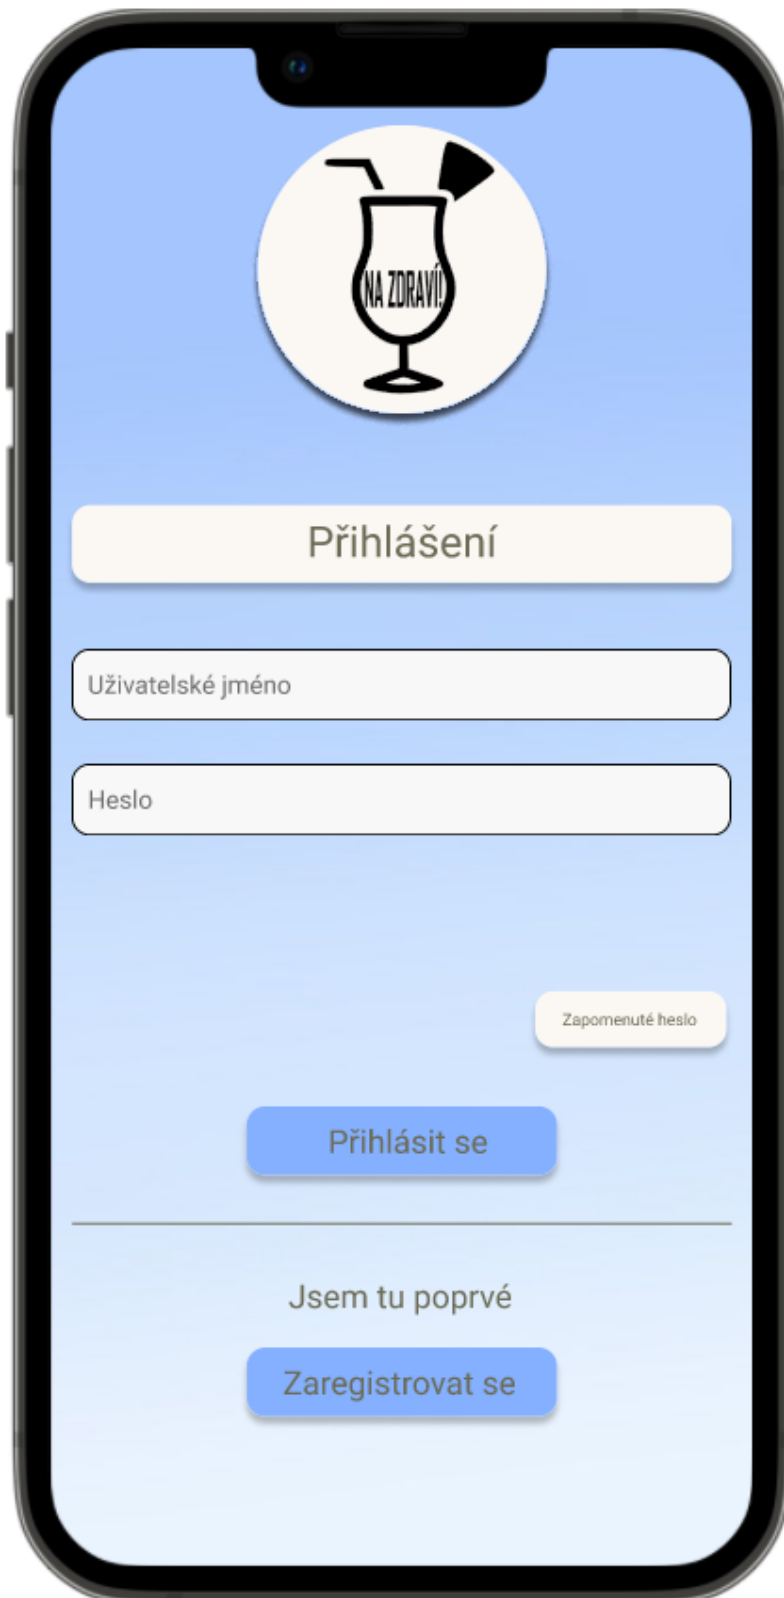 NA ZDRAVÍ!
Přihlášení
Uživatelské jméno
Heslo
Zapomenuté heslo
Přihlásit se
Jsem tu poprvé
Zaregistrovat se